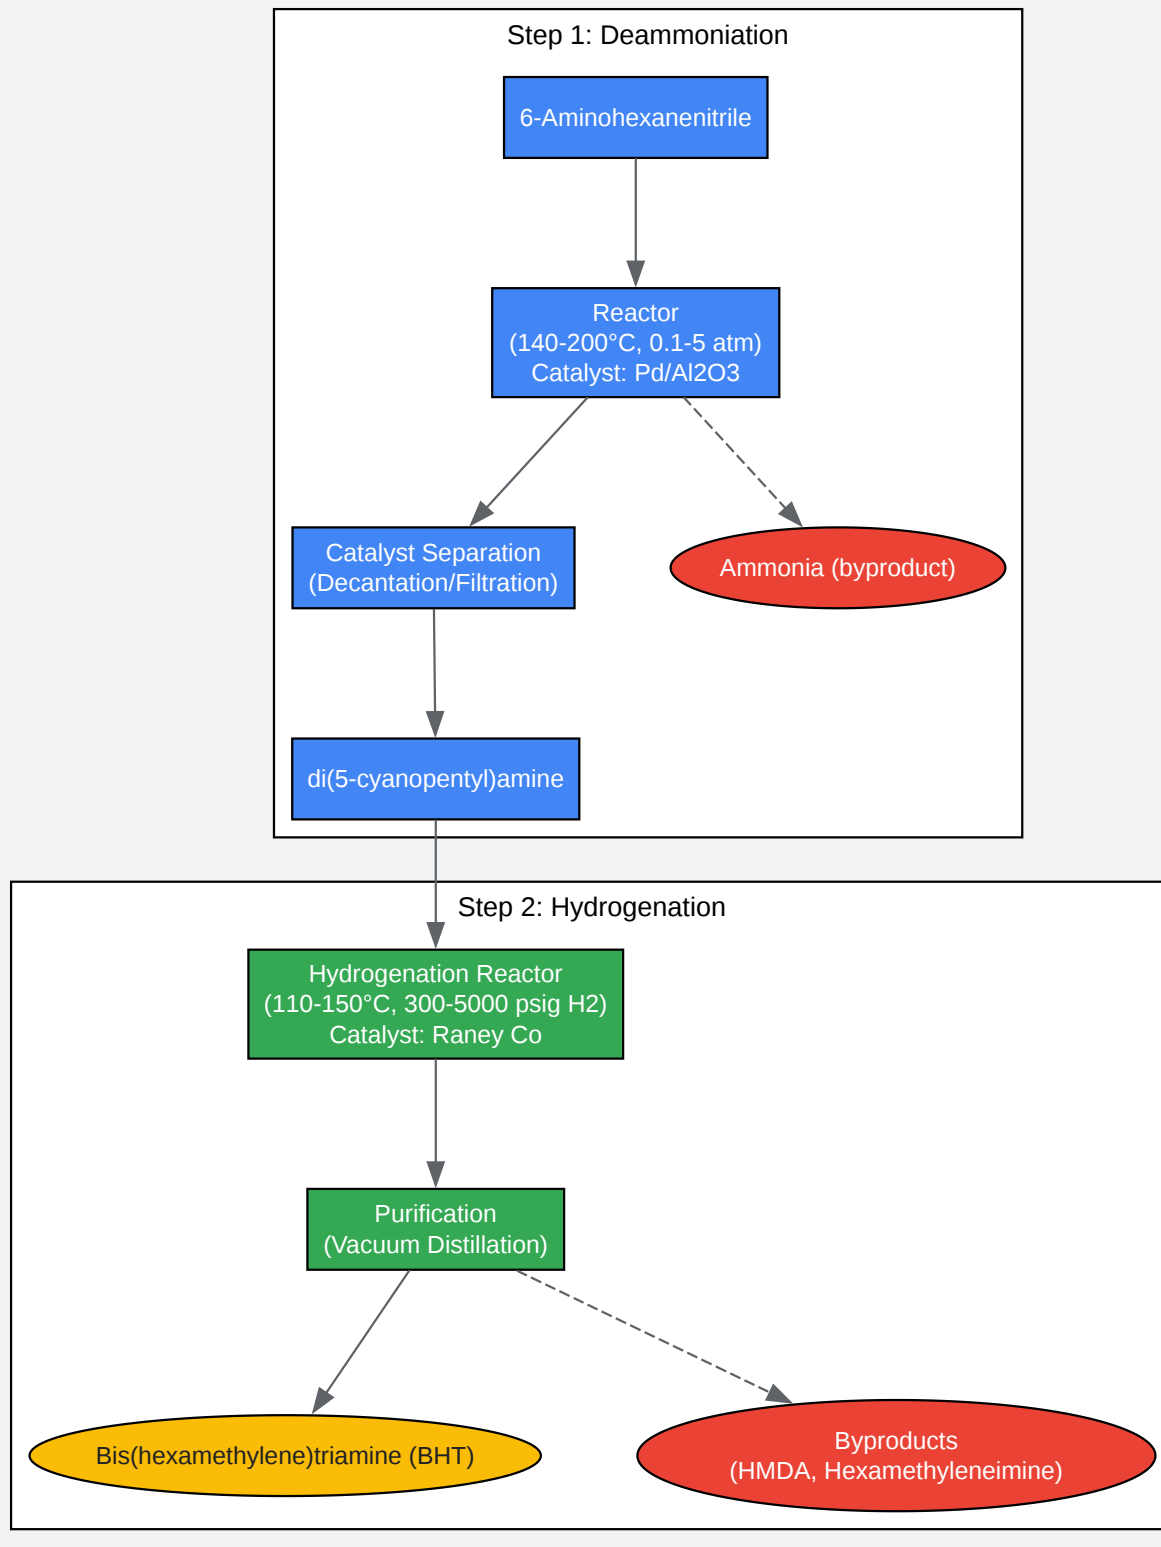 Step 1: Deammoniation
6-Aminohexanenitrile
Reactor
(140-200°C, 0.1-5 atm)
Catalyst: Pd/Al2O3
Catalyst Separation
(Decantation/Filtration)
Ammonia (byproduct)
di(5-cyanopentyl)amine
Step 2: Hydrogenation
Hydrogenation Reactor
(110-150°C, 300-5000 psig H2)
Catalyst: Raney Co
Purification
(Vacuum Distillation)
Bis(hexamethylene)triamine (BHT)
Byproducts
(HMDA, Hexamethyleneimine)